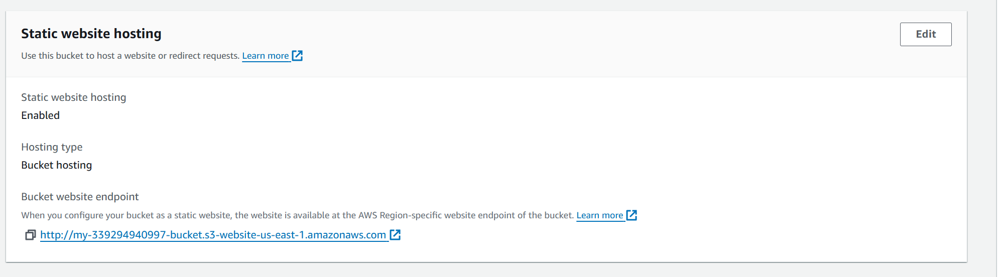 Static website hosting
Edit
Use this bucket to host a website or redirect requests. Learn more
Static website hosting
Enabled
Hosting type
Bucket hosting
Bucket website endpoint
When you configure your bucket as a static website, the website is available at the AWS Region-specific website endpoint of the bucket. Learn more
http://my-339294940997-bucket.s3-website-us-east-1.amazonaws.com